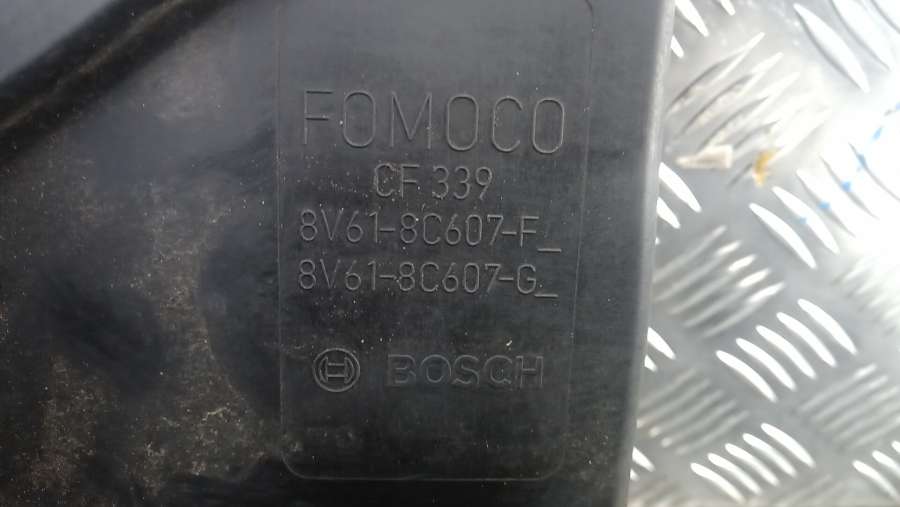 FOMOCO
CF 339
8V61-8C607-F_
8V61-8C607-G_
BOSCH